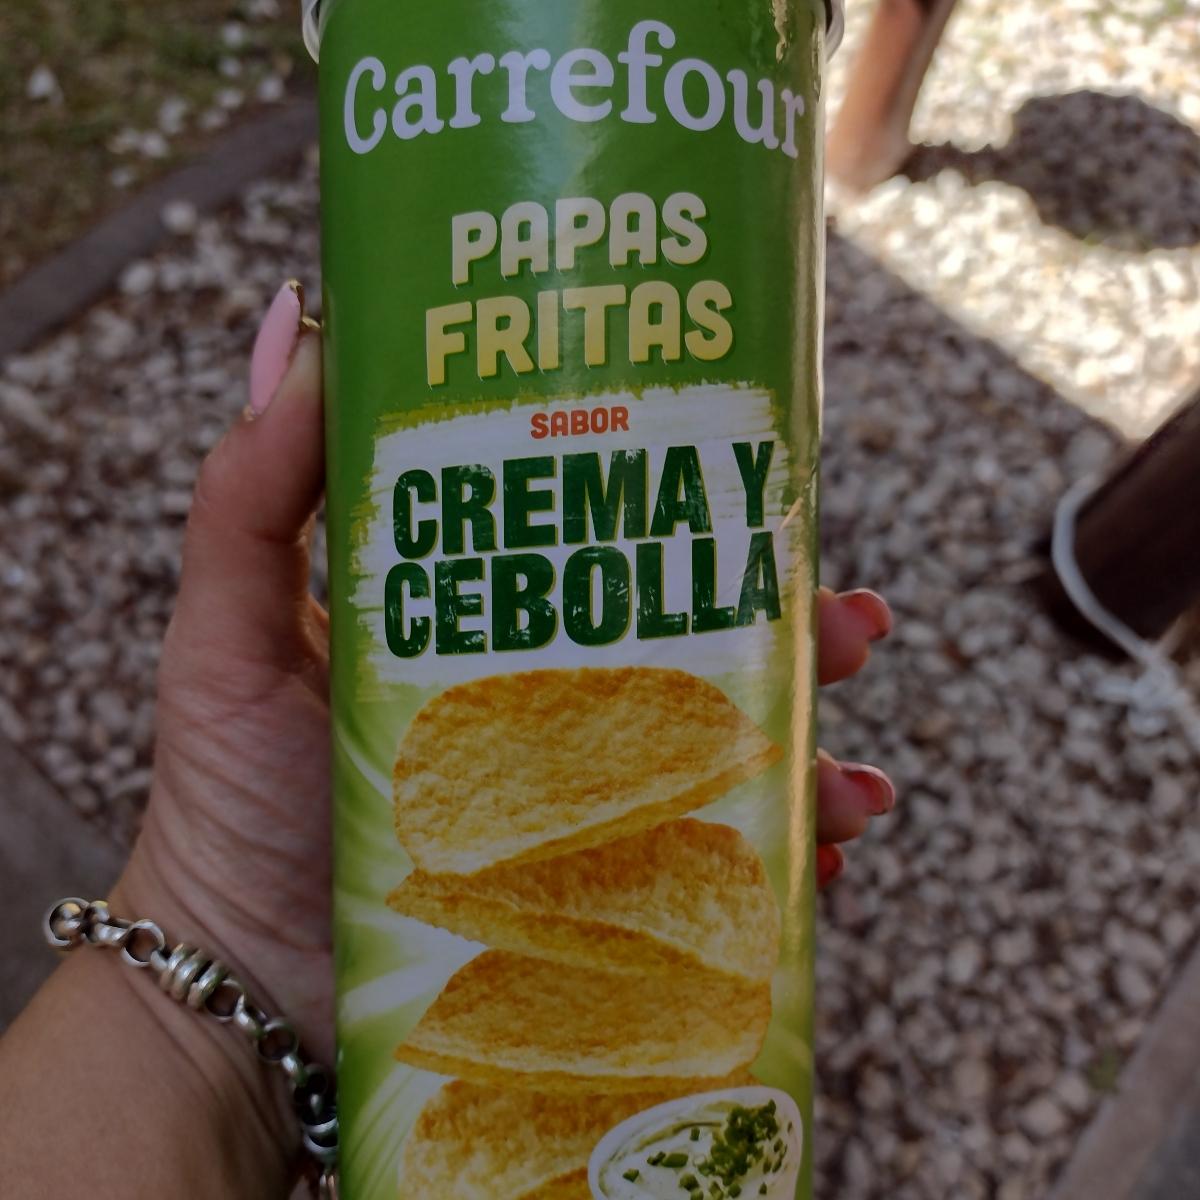 Carrefour
PAPAS
FRITAS
SABOR
CREMA Y
CEBOLLA